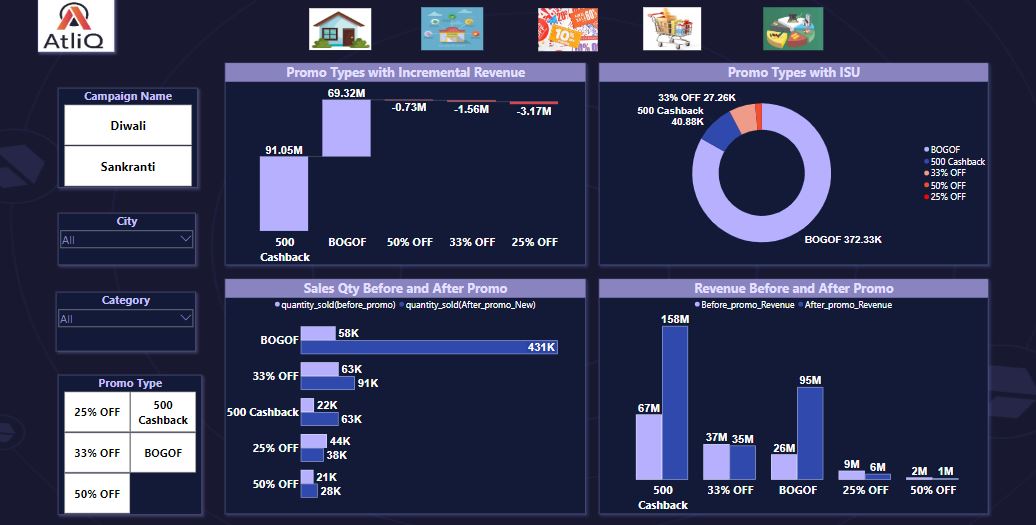 AtliQ
10%
Campaign Name
Diwali
Sankranti
City
All
Category
All
Promo Type
25% OFF
500
Cashback
33% OFF
BOGOF
50% OFF
Promo Types with Incremental Revenue
69.32M
-0.73M
-1.56M
-3.17M
91.05M
500
Cashback
BOGOF
50% OFF
33% OFF
25% OFF
Promo Types with ISU
33% OFF 27.26K
500 Cashback
40.88K
BOGOF 372.33K
BOGOF
500 Cashback
33% OFF
50% OFF
25% OFF
Sales Qty Before and After Promo
quantity_sold(before_promo) quantity_sold(After_promo_New)
BOGOF 58K
431K
33% OFF 63K
91K
500 Cashback 22K
63K
25% OFF 44K
38K
50% OFF 21K
28K
Revenue Before and After Promo
Before_promo_Revenue After_promo_Revenue
158M
67M
37M 35M
26M
95M
9M 6M
2M 1M
500
Cashback
33% OFF
BOGOF
25% OFF
50% OFF